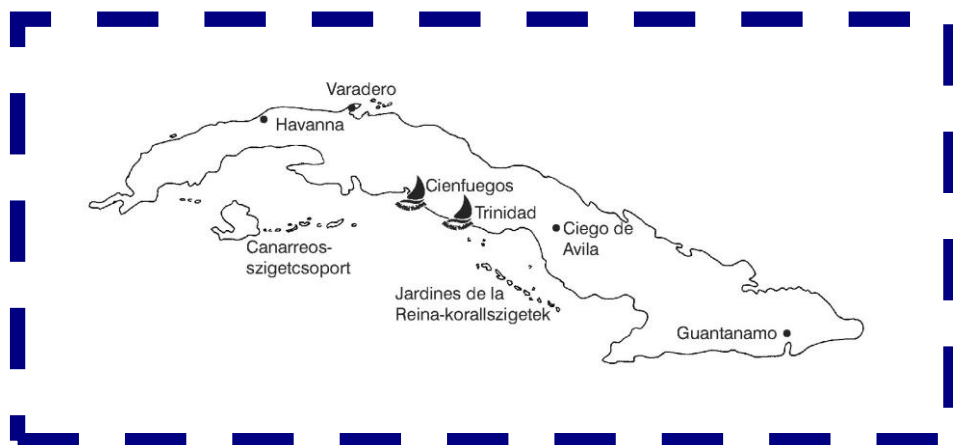 Varadero
Havanna
Cienfuegos
Trinidad
Ciego de
Avila
Canarreos-
szigetcsoport
Jardines de la
Reina-korallszigetek
Guantanamo